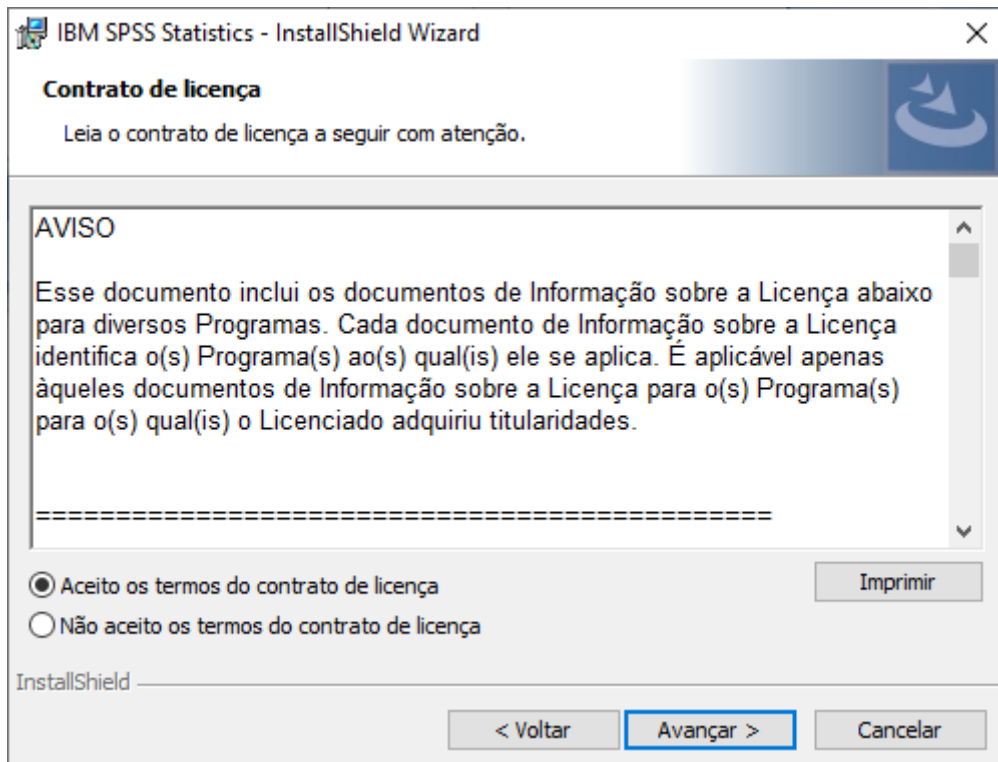 IBM SPSS Statistics - InstallShield Wizard
Contrato de licença
Leia o contrato de licença a seguir com atenção.
AVISO
Esse documento inclui os documentos de Informação sobre a Licença abaixo
para diversos Programas. Cada documento de Informação sobre a Licença
identifica o(s) Programa(s) ao(s) qual(is) ele se aplica. É aplicável apenas
àqueles documentos de Informação sobre a Licença para o(s) Programa(s)
para o(s) qual(is) o Licenciado adquiriu titularidades.
==============================================
Aceito os termos do contrato de licença
Imprimir
Não aceito os termos do contrato de licença
InstallShield
< Voltar
Avançar >
Cancelar